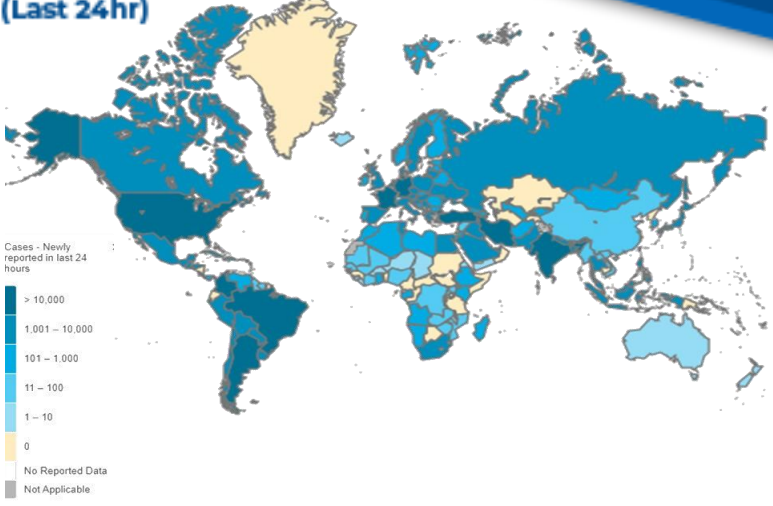 (Last 24hr)
Cases - Newly
reported in last 24
hours
:
> 10,000
1,001 – 10,000
101 – 1.000
11 – 100
1 – 10
0
No Reported Data
Not Applicable